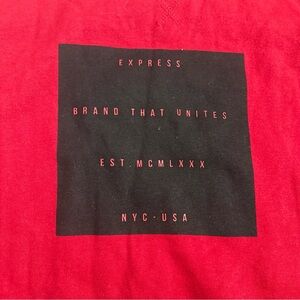 EXPRESS
BRAND THAT UNITES
EST. MCMLXXX
NYC - USA